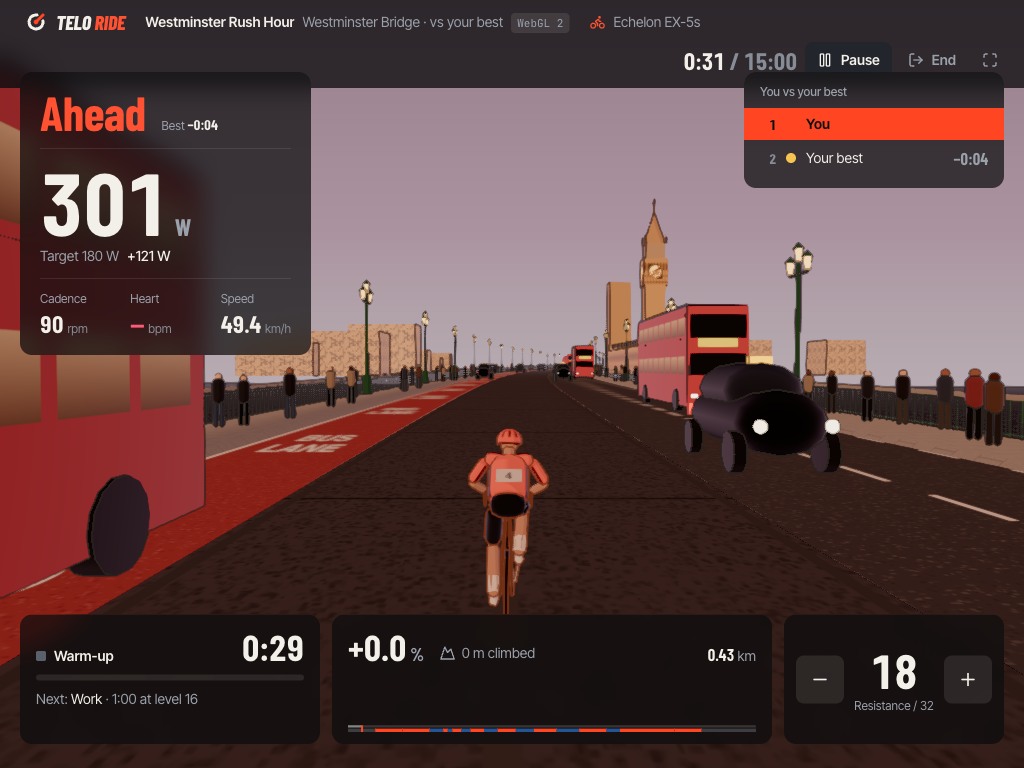 TELO RIDE Westminster Rush Hour Westminster Bridge · vs your best WebGL 2 Echelon EX-5s
0:31 / 15:00 Pause End
Ahead Best −0:04
301 W
Target 180 W +121 W
Cadence Heart Speed
90 rpm — bpm 49.4 km/h
You vs your best
1 You
2 Your best −0:04
BUS
LANE
4
Warm-up 0:29
Next: Work · 1:00 at level 16
+0.0 % 0 m climbed 0.43 km
− 18 +
Resistance / 32